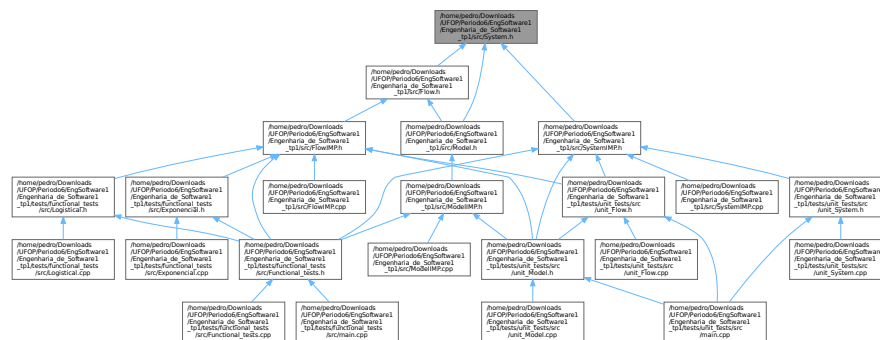 /home/pedro/Downloads
/UFOP/Periodo6/EngSoftware1
/Engenharia_de_Software1
_tp1/src/System.h
/home/pedro/Downloads
/UFOP/Periodo6/EngSoftware1
/Engenharia_de_Software1
_tp1/src/Flow.h
/home/pedro/Downloads
/UFOP/Periodo6/EngSoftware1
/Engenharia_de_Software1
_tp1/src/FlowIMP.h
/home/pedro/Downloads
/UFOP/Periodo6/EngSoftware1
/Engenharia_de_Software1
_tp1/src/Model.h
/home/pedro/Downloads
/UFOP/Periodo6/EngSoftware1
/Engenharia_de_Software1
_tp1/src/SystemIMP.h
/home/pedro/Downloads
/UFOP/Periodo6/EngSoftware1
/Engenharia_de_Software1
_tp1/tests/functional_tests
/src/Logistical.h
/home/pedro/Downloads
/UFOP/Periodo6/EngSoftware1
/Engenharia_de_Software1
_tp1/tests/functional_tests
/src/Exponencial.h
/home/pedro/Downloads
/UFOP/Periodo6/EngSoftware1
/Engenharia_de_Software1
_tp1/src/FlowIMP.cpp
/home/pedro/Downloads
/UFOP/Periodo6/EngSoftware1
/Engenharia_de_Software1
_tp1/src/ModelIMP.h
/home/pedro/Downloads
/UFOP/Periodo6/EngSoftware1
/Engenharia_de_Software1
_tp1/tests/unit_tests/src
/unit_Flow.h
/home/pedro/Downloads
/UFOP/Periodo6/EngSoftware1
/Engenharia_de_Software1
_tp1/src/SystemIMP.cpp
/home/pedro/Downloads
/UFOP/Periodo6/EngSoftware1
/Engenharia_de_Software1
_tp1/tests/unit_tests/src
/unit_System.h
/home/pedro/Downloads
/UFOP/Periodo6/EngSoftware1
/Engenharia_de_Software1
_tp1/tests/functional_tests
/src/Logistical.cpp
/home/pedro/Downloads
/UFOP/Periodo6/EngSoftware1
/Engenharia_de_Software1
_tp1/tests/functional_tests
/src/Exponencial.cpp
/home/pedro/Downloads
/UFOP/Periodo6/EngSoftware1
/Engenharia_de_Software1
_tp1/tests/functional_tests
/src/Functional_tests.h
/home/pedro/Downloads
/UFOP/Periodo6/EngSoftware1
/Engenharia_de_Software1
_tp1/src/ModelIMP.cpp
/home/pedro/Downloads
/UFOP/Periodo6/EngSoftware1
/Engenharia_de_Software1
_tp1/tests/unit_tests/src
/unit_Model.h
/home/pedro/Downloads
/UFOP/Periodo6/EngSoftware1
/Engenharia_de_Software1
_tp1/tests/unit_tests/src
/unit_Flow.cpp
/home/pedro/Downloads
/UFOP/Periodo6/EngSoftware1
/Engenharia_de_Software1
_tp1/tests/unit_tests/src
/unit_System.cpp
/home/pedro/Downloads
/UFOP/Periodo6/EngSoftware1
/Engenharia_de_Software1
_tp1/tests/functional_tests
/src/Functional_tests.cpp
/home/pedro/Downloads
/UFOP/Periodo6/EngSoftware1
/Engenharia_de_Software1
_tp1/tests/functional_tests
/src/main.cpp
/home/pedro/Downloads
/UFOP/Periodo6/EngSoftware1
/Engenharia_de_Software1
_tp1/tests/unit_tests/src
/unit_Model.cpp
/home/pedro/Downloads
/UFOP/Periodo6/EngSoftware1
/Engenharia_de_Software1
_tp1/tests/unit_tests/src
/main.cpp